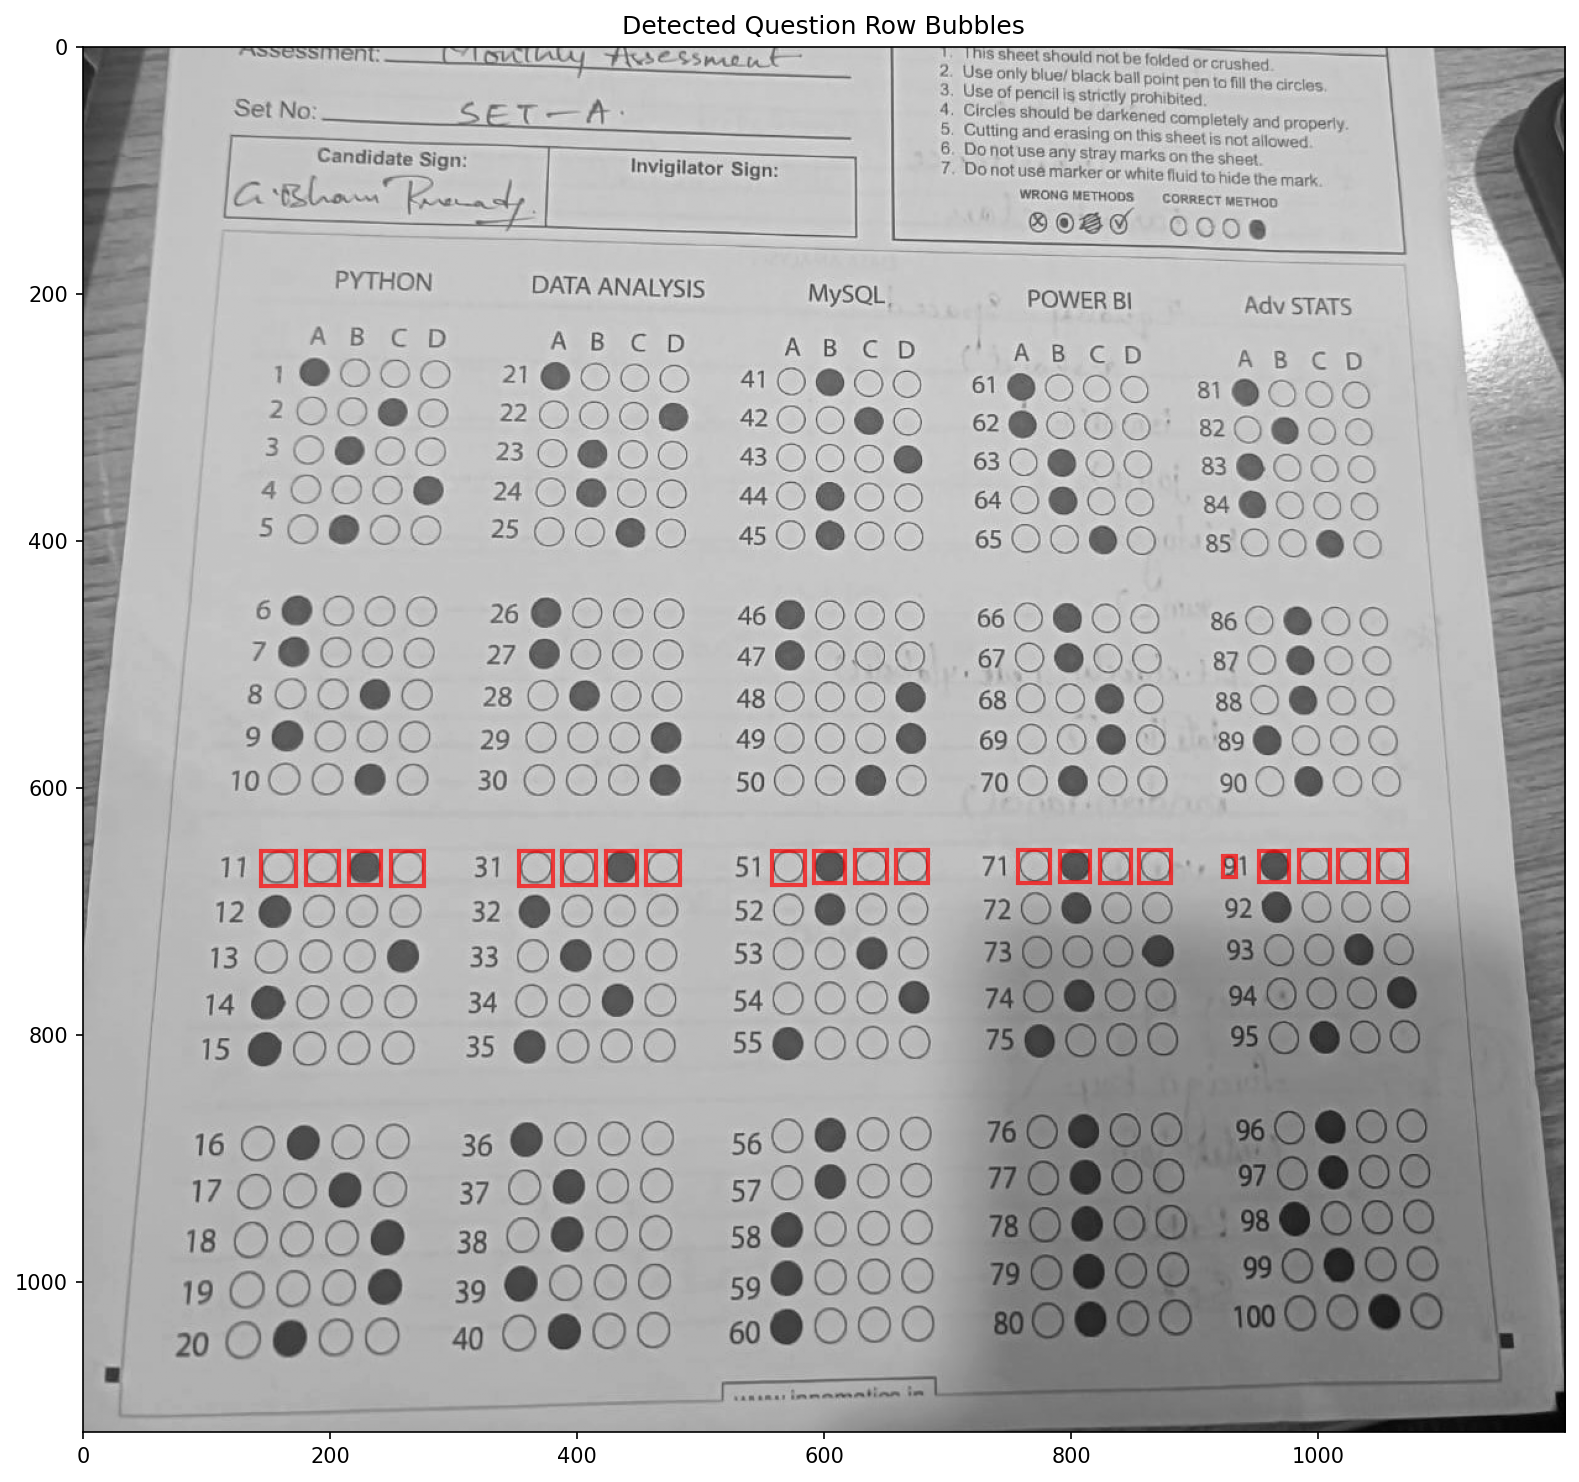 Detected Question Row Bubbles
Assessment: Monthly Assessment
Set No: SET-A.
Candidate Sign:
Invigilator Sign:
1. This sheet should not be folded or crushed.
2. Use only blue/ black ball point pen to fill the circles.
3. Use of pencil is strictly prohibited.
4. Circles should be darkened completely and properly.
5. Cutting and erasing on this sheet is not allowed.
6. Do not use any stray marks on the sheet.
7. Do not use marker or white fluid to hide the mark.
WRONG METHODS CORRECT METHOD
PYTHON DATA ANALYSIS MySQL POWER BI Adv STATS
A B C D A B C D A B C D A B C D A B C D
1 21 41 61 81
2 22 42 62 82
3 23 43 63 83
4 24 44 64 84
5 25 45 65 85
6 26 46 66 86
7 27 47 67 87
8 28 48 68 88
9 29 49 69 89
10 30 50 70 90
11 31 51 71 91
12 32 52 72 92
13 33 53 73 93
14 34 54 74 94
15 35 55 75 95
16 36 56 76 96
17 37 57 77 97
18 38 58 78 98
19 39 59 79 99
20 40 60 80 100
0
200
400
600
800
1000
0 200 400 600 800 1000